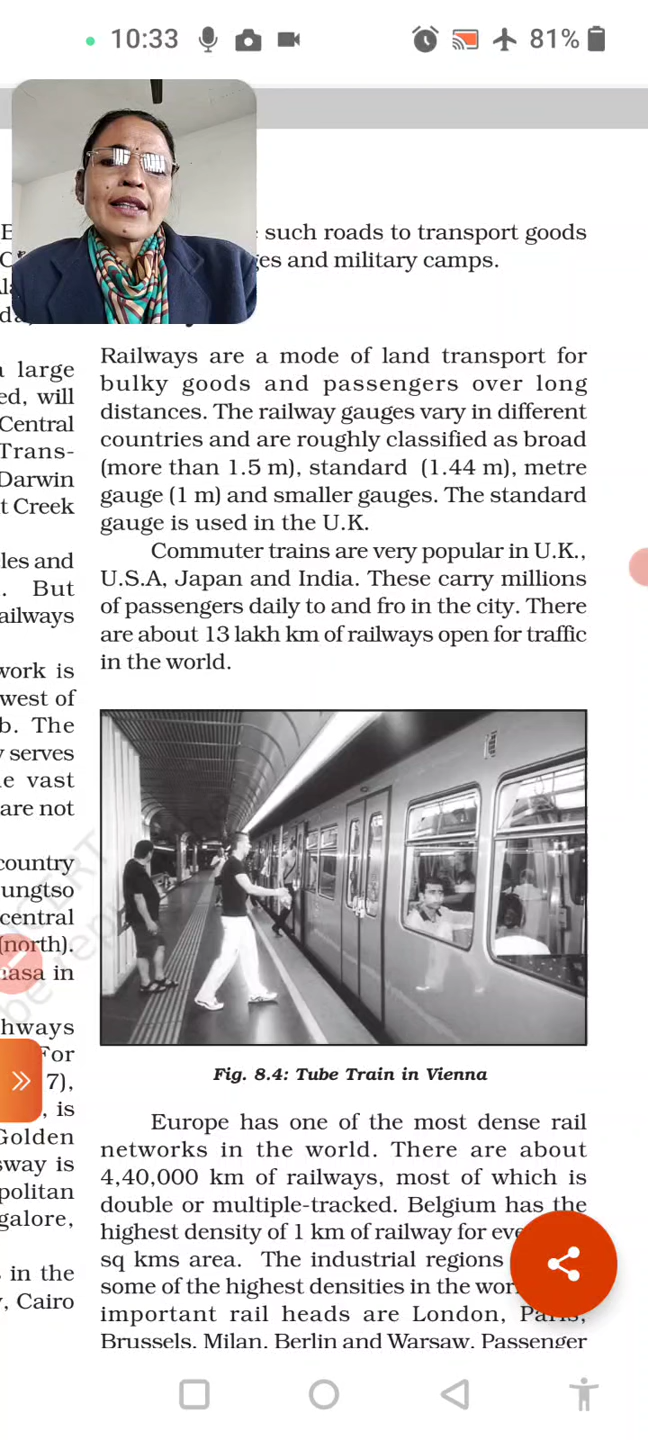 10:33
81%
such roads to transport goods
ges and military camps.
Railways are a mode of land transport for
bulky goods and passengers over long
distances. The railway gauges vary in different
countries and are roughly classified as broad
(more than 1.5 m), standard (1.44 m), metre
gauge (1 m) and smaller gauges. The standard
gauge is used in the U.K.
Commuter trains are very popular in U.K.,
U.S.A, Japan and India. These carry millions
of passengers daily to and fro in the city. There
are about 13 lakh km of railways open for traffic
in the world.
Fig. 8.4: Tube Train in Vienna
Europe has one of the most dense rail
networks in the world. There are about
4,40,000 km of railways, most of which is
double or multiple-tracked. Belgium has the
highest density of 1 km of railway for
sq kms area. The industrial regions
some of the highest densities in the
important rail heads are London, Paris,
Brussels, Milan, Berlin and Warsaw. Passenger
large
ed, will
Central
Trans-
Darwin
t Creek
les and
. But
ailways
work is
west of
b. The
y serves
e vast
are not
country
ungtso
central
(north).
hasa in
hways
For
7),
, is
Golden
sway is
politan
galore,
in the
, Cairo